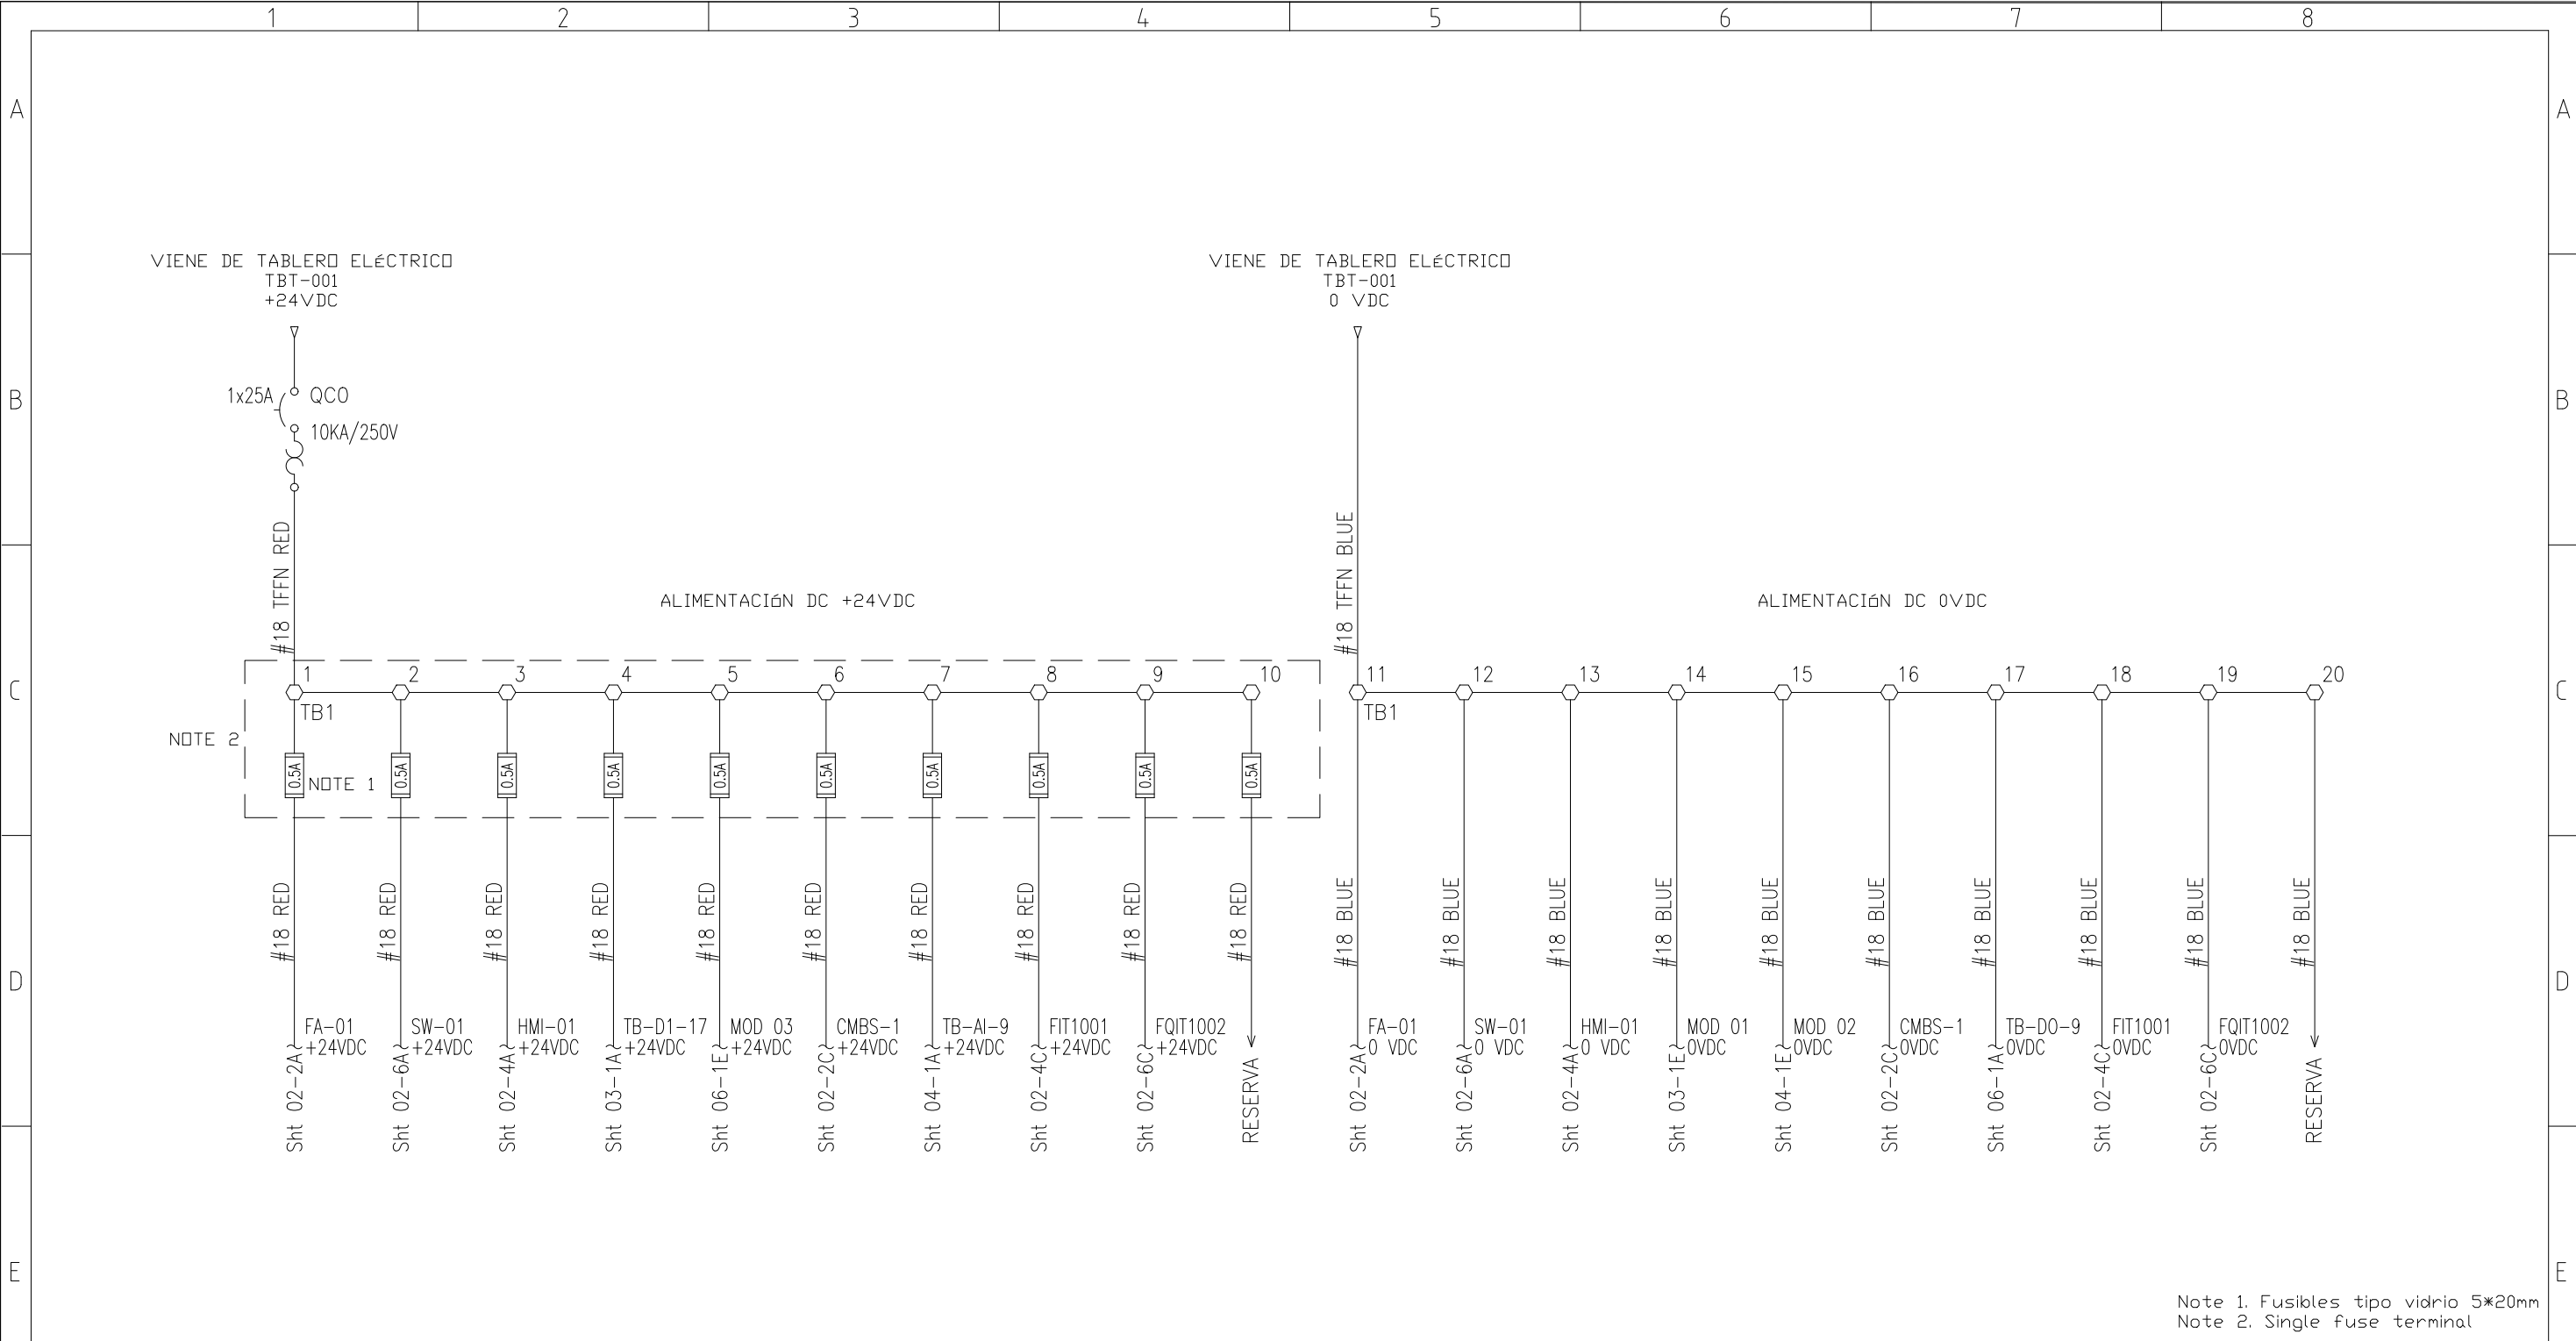 1 2 3 4 5 6 7 8
A A
VIENE DE TABLERO ELéCTRICO
TBT-001
+24VDC
VIENE DE TABLERO ELéCTRICO
TBT-001
0 VDC
B B
1x25A QCO
10KA/250V
#18 TFFN RED
#18 TFFN BLUE
ALIMENTACIóN DC +24VDC
ALIMENTACIóN DC 0VDC
C C
1 2 3 4 5 6 7 8 9 10 11 12 13 14 15 16 17 18 19 20
TB1
TB1
NOTE 2
0.5A 0.5A 0.5A 0.5A 0.5A 0.5A 0.5A 0.5A 0.5A 0.5A
NOTE 1
#18 RED #18 RED #18 RED #18 RED #18 RED #18 RED #18 RED #18 RED #18 RED #18 RED
#18 BLUE #18 BLUE #18 BLUE #18 BLUE #18 BLUE #18 BLUE #18 BLUE #18 BLUE #18 BLUE #18 BLUE
D D
FA-01 SW-01 HMI-01 TB-D1-17 MOD 03 CMBS-1 TB-AI-9 FIT1001 FQIT1002
+24VDC +24VDC +24VDC +24VDC +24VDC +24VDC +24VDC +24VDC +24VDC
FA-01 SW-01 HMI-01 MOD 01 MOD 02 CMBS-1 TB-DO-9 FIT1001 FQIT1002
0 VDC 0 VDC 0 VDC 0VDC 0VDC 0VDC 0VDC 0VDC 0VDC
Sht 02-2A Sht 02-6A Sht 02-4A Sht 03-1A Sht 06-1E Sht 02-2C Sht 04-1A Sht 02-4C Sht 02-6C RESERVA
Sht 02-2A Sht 02-6A Sht 02-4A Sht 03-1E Sht 04-1E Sht 02-2C Sht 06-1A Sht 02-4C Sht 02-6C RESERVA
E E
Note 1. Fusibles tipo vidrio 5*20mm
Note 2. Single fuse terminal